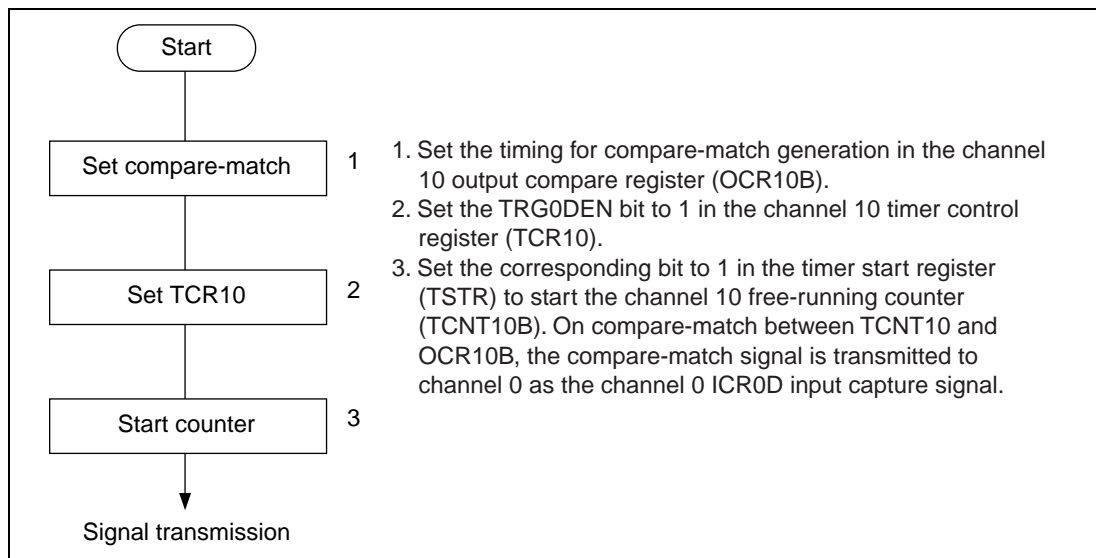 Start
Set compare-match
1
Set TCR10
2
Start counter
3
Signal transmission
1. Set the timing for compare-match generation in the channel
10 output compare register (OCR10B).
2. Set the TRG0DEN bit to 1 in the channel 10 timer control
register (TCR10).
3. Set the corresponding bit to 1 in the timer start register
(TSTR) to start the channel 10 free-running counter
(TCNT10B). On compare-match between TCNT10 and
OCR10B, the compare-match signal is transmitted to
channel 0 as the channel 0 ICR0D input capture signal.